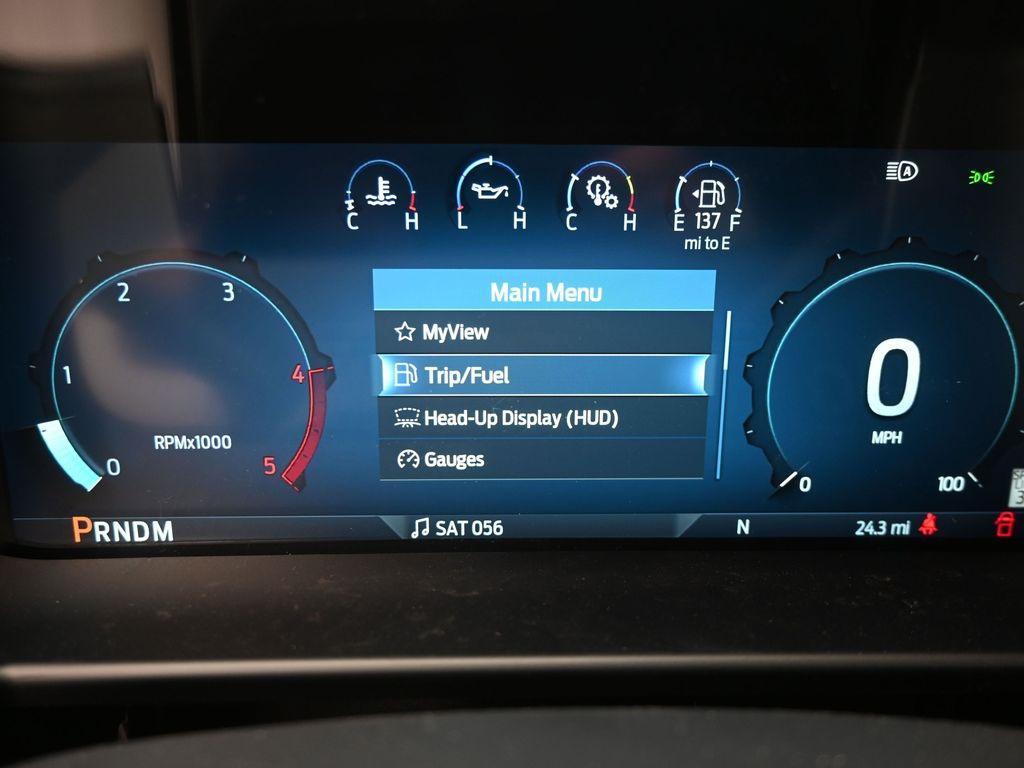 C H
L H
C H
E 137 F
mi to E
A
Main Menu
MyView
Trip/Fuel
Head-Up Display (HUD)
Gauges
0 1 2 3 4 5
RPMx1000
0
MPH
0 100
PRNDM
SAT 056
N
24.3 mi